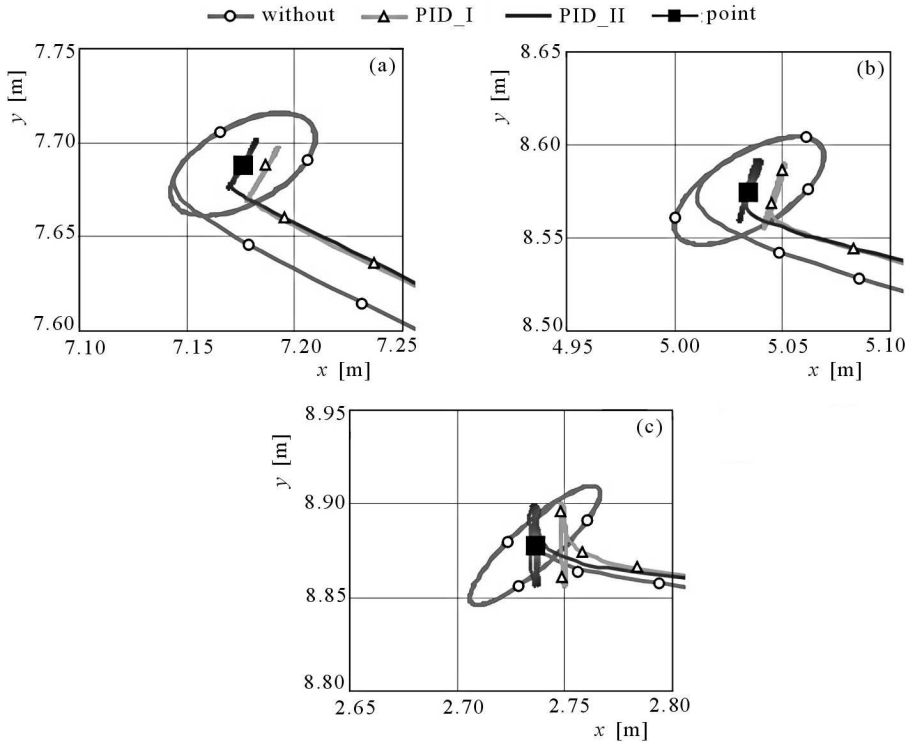 without PID_I PID_II :point
7.75 (a)
y [m]
7.70
7.65
7.60
7.10 7.15 7.20 7.25
x [m]
8.65 (b)
y [m]
8.60
8.55
8.50
4.95 5.00 5.05 5.10
x [m]
8.95 (c)
y [m]
8.90
8.85
8.80
2.65 2.70 2.75 2.80
x [m]